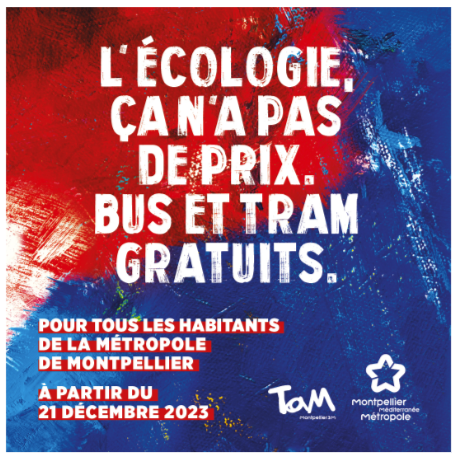 L'ÉCOLOGIE,
ÇA N'A PAS
DE PRIX.
BUS ET TRAM
GRATUITS.
POUR TOUS LES HABITANTS
DE LA MÉTROPOLE
DE MONTPELLIER
À PARTIR DU
21 DÉCEMBRE 2023
TaM
montpellier3m
montpellier
méditerranée
métropole